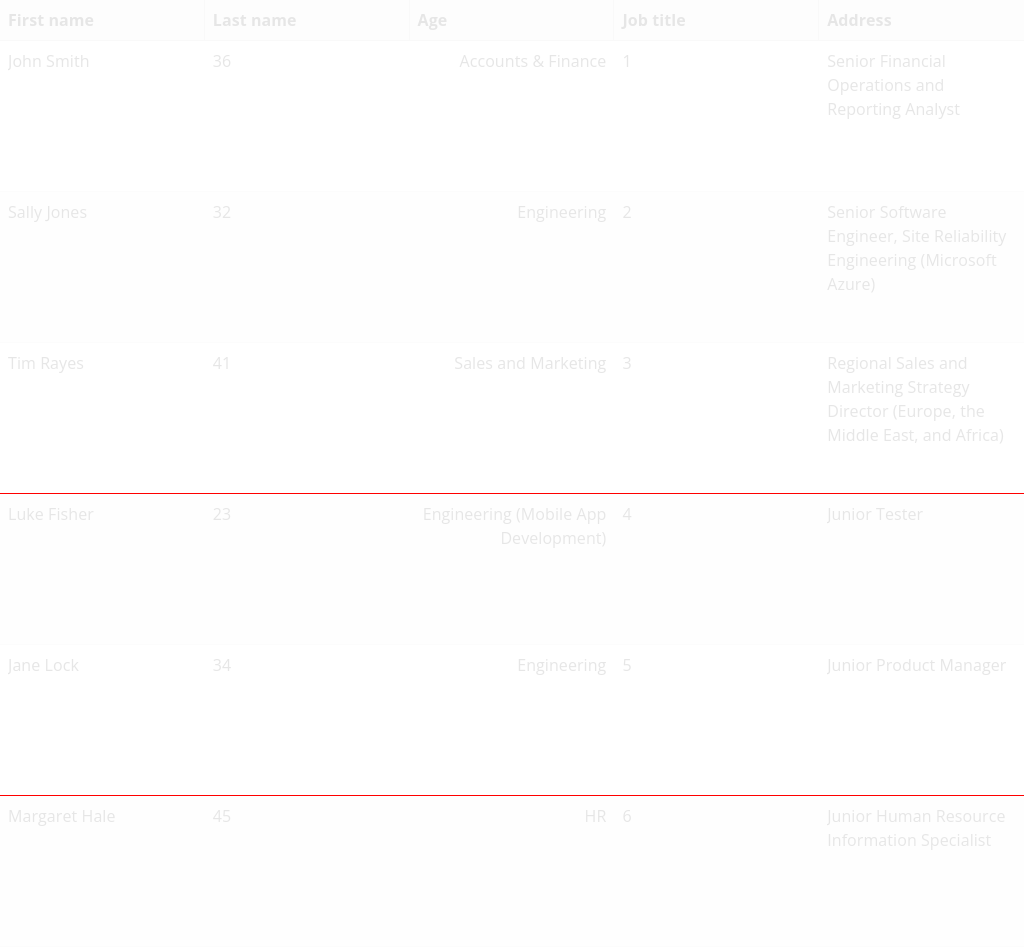 First name Last name Age Job title Address
John Smith 36 Accounts & Finance 1 Senior Financial
Operations and
Reporting Analyst
Sally Jones 32 Engineering 2 Senior Software
Engineer, Site Reliability
Engineering (Microsoft
Azure)
Tim Rayes 41 Sales and Marketing 3 Regional Sales and
Marketing Strategy
Director (Europe, the
Middle East, and Africa)
Luke Fisher 23 Engineering (Mobile App 4 Junior Tester
Development)
Jane Lock 34 Engineering 5 Junior Product Manager
Margaret Hale 45 HR 6 Junior Human Resource
Information Specialist